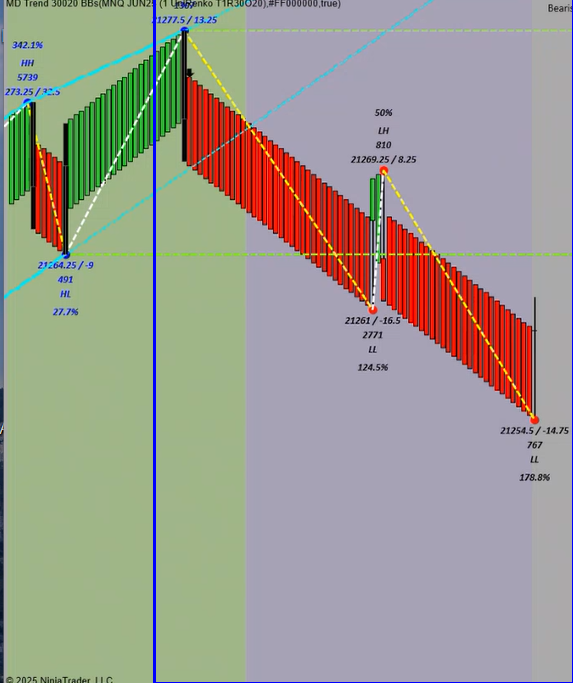 MD Trend 30020 BBs(MNQ JUN25 (1 UniRenko T1R30O20),#FF000000,true)
Bearis
21277.5 / 13.25
342.1%
HH
5739
273.25 / 32.5
50%
LH
810
21269.25 / 8.25
21264.25 / -9
491
HL
27.7%
21261 / -16.5
2771
LL
124.5%
21254.5 / -14.75
767
LL
178.8%
© 2025 NinjaTrader, LLC